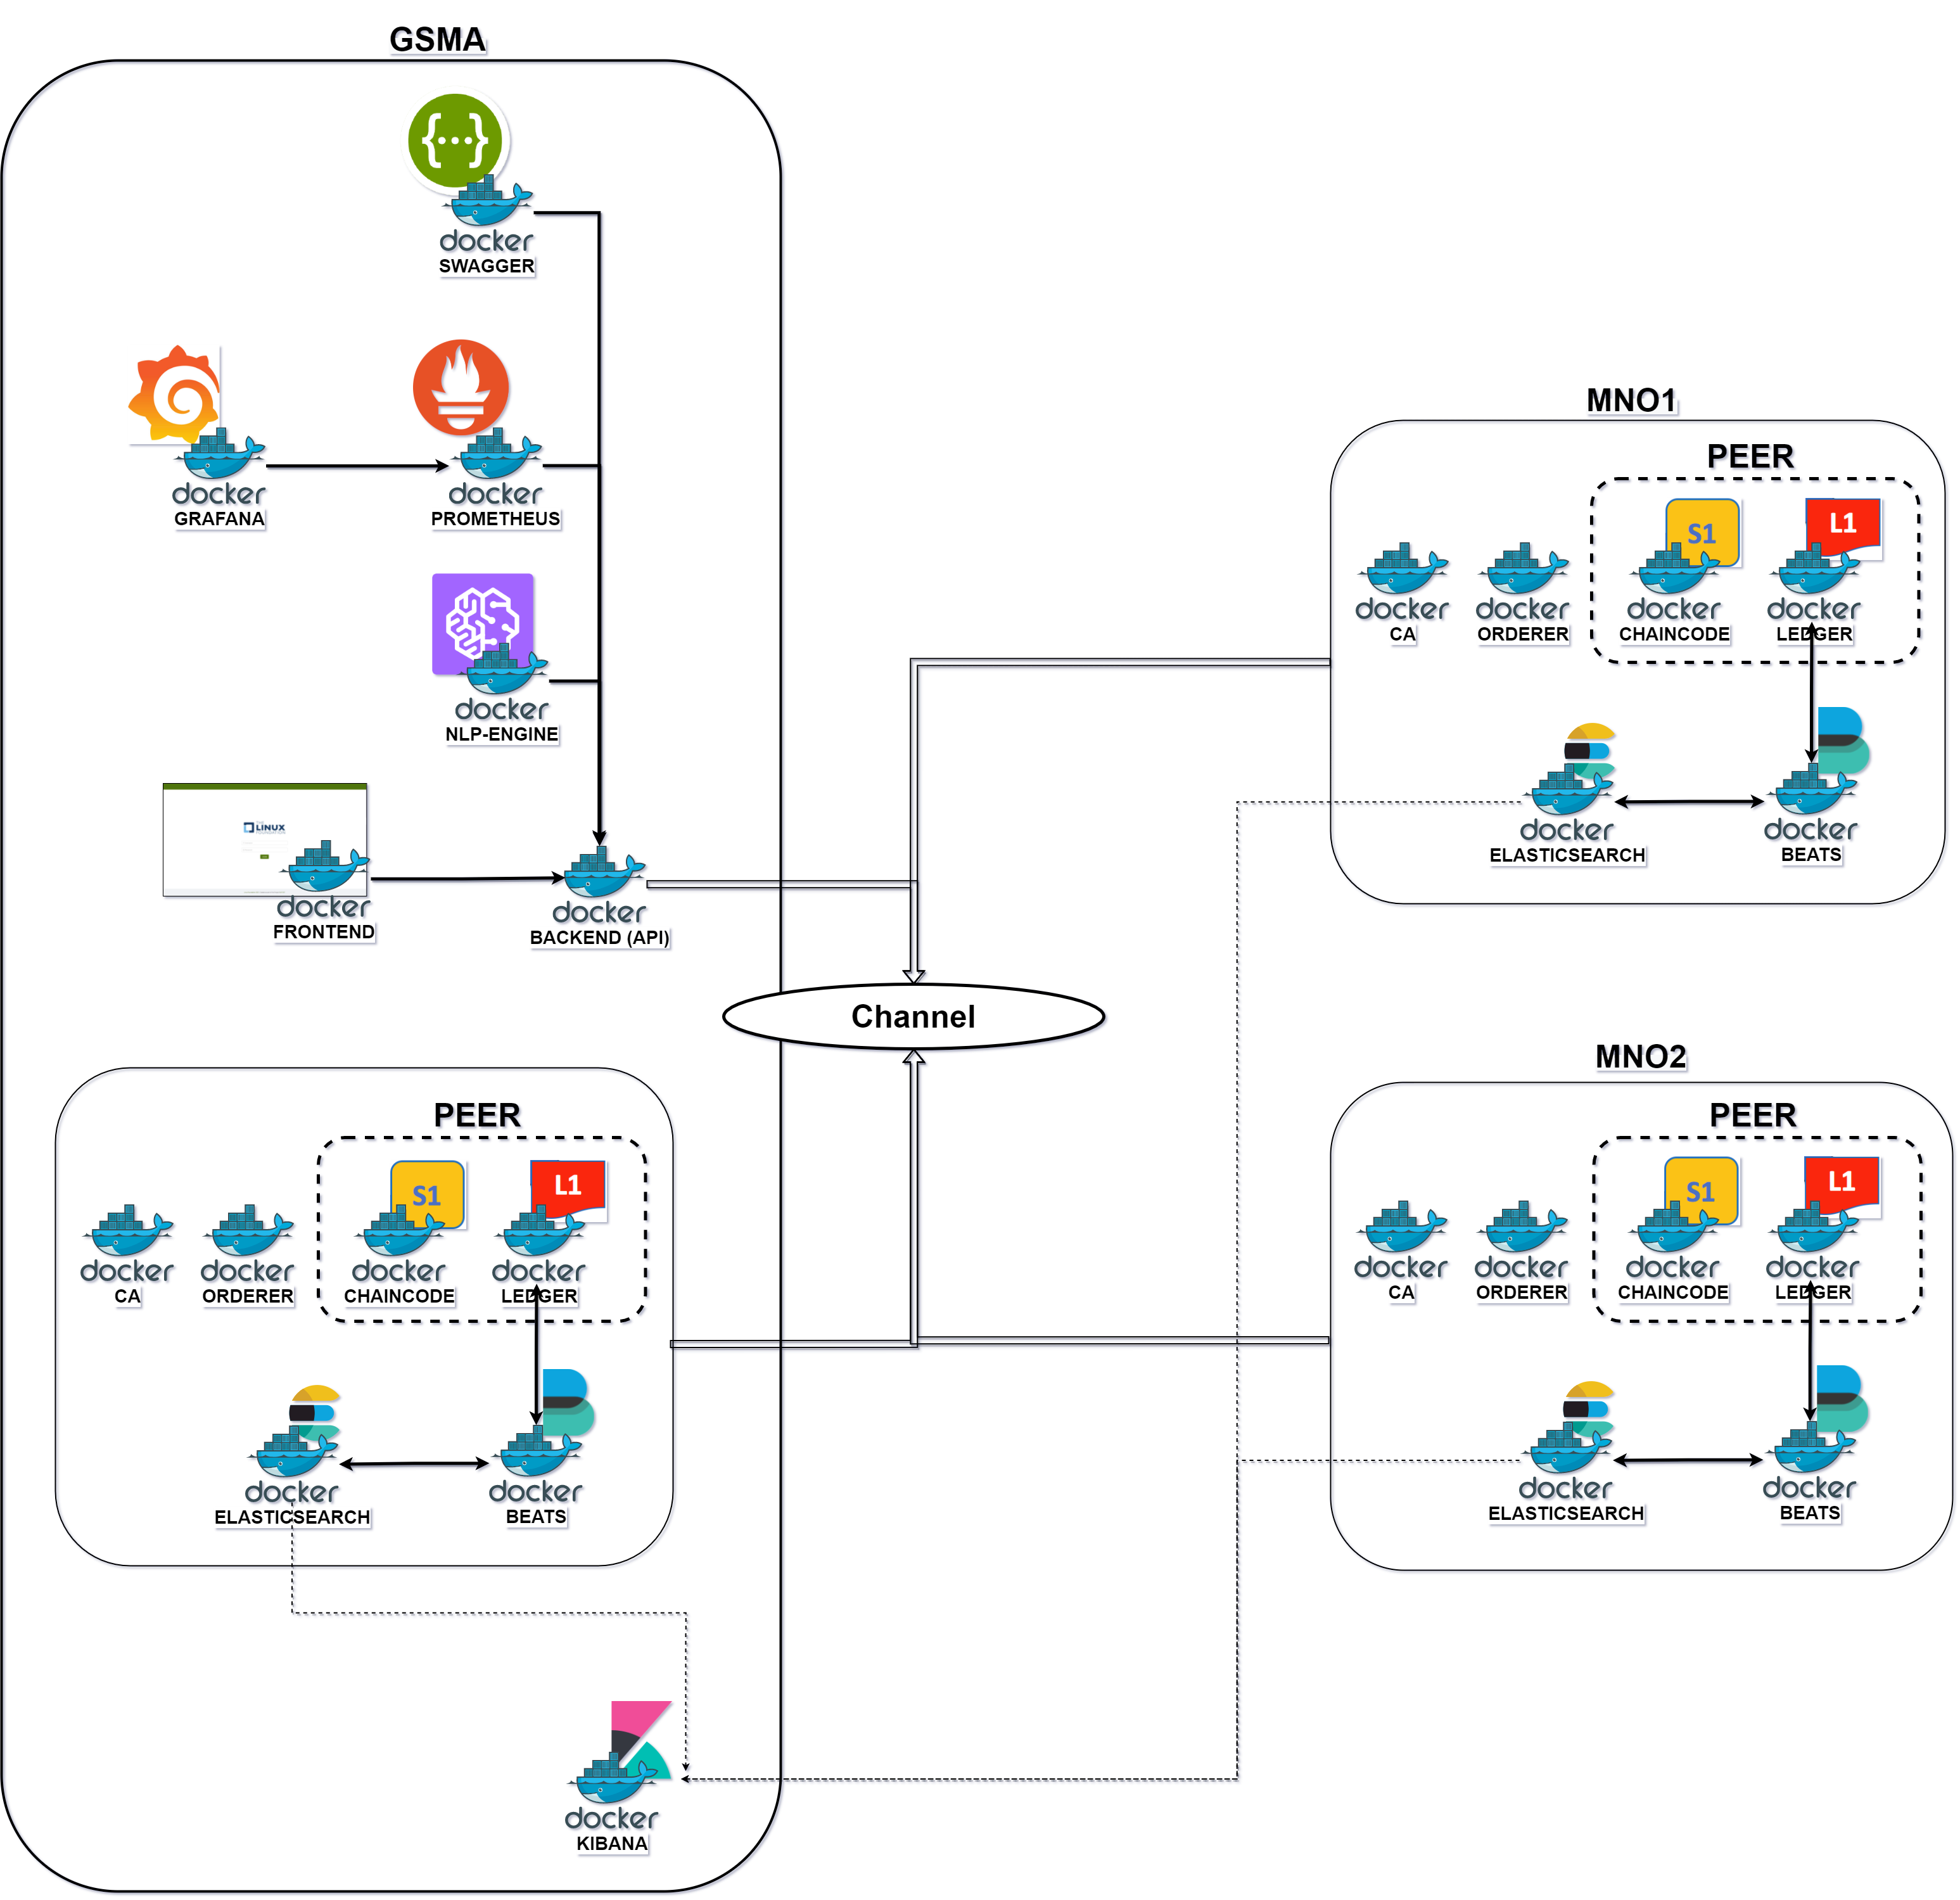 GSMA
{...}
docker
SWAGGER
docker
GRAFANA
docker
PROMETHEUS
docker
NLP-ENGINE
LINUX
docker
FRONTEND
docker
BACKEND (API)
Channel
PEER
S1
L1
docker
CA
docker
ORDERER
docker
CHAINCODE
docker
LEDGER
docker
ELASTICSEARCH
docker
BEATS
docker
KIBANA
MNO1
PEER
S1
L1
docker
CA
docker
ORDERER
docker
CHAINCODE
docker
LEDGER
docker
ELASTICSEARCH
docker
BEATS
MNO2
PEER
S1
L1
docker
CA
docker
ORDERER
docker
CHAINCODE
docker
LEDGER
docker
ELASTICSEARCH
docker
BEATS